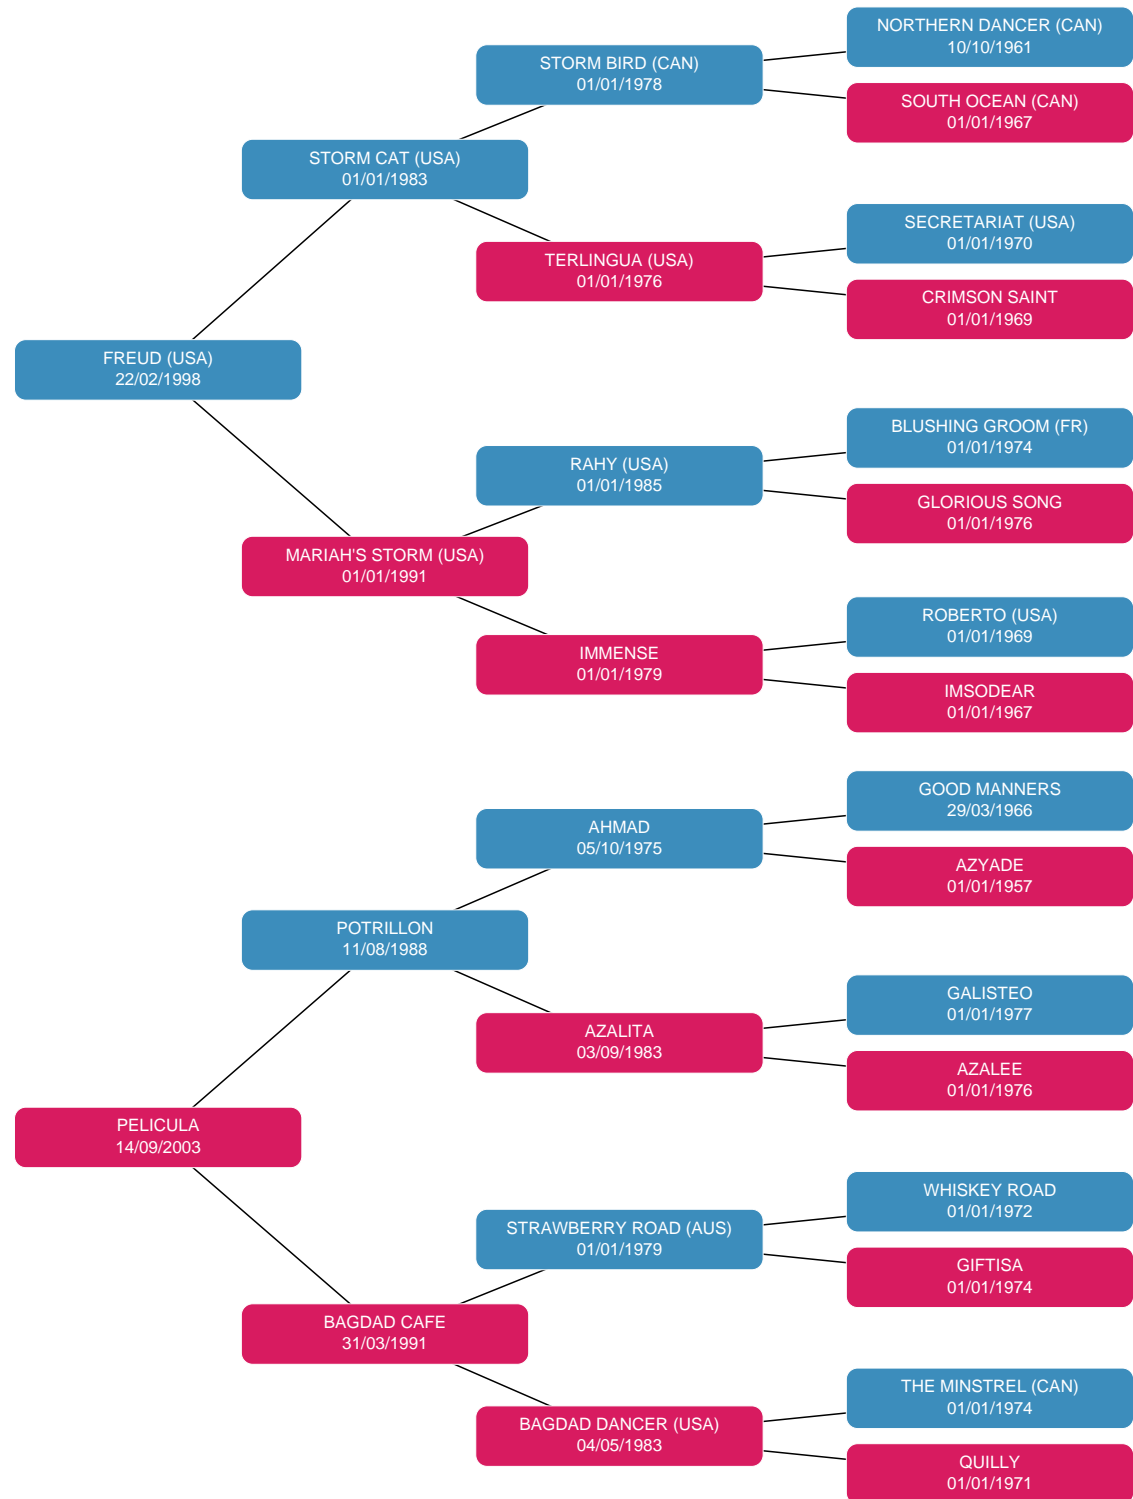 NORTHERN DANCER (CAN)
10/10/1961
STORM BIRD (CAN)
01/01/1978
SOUTH OCEAN (CAN)
01/01/1967
STORM CAT (USA)
01/01/1983
SECRETARIAT (USA)
01/01/1970
TERLINGUA (USA)
01/01/1976
CRIMSON SAINT
01/01/1969
FREUD (USA)
22/02/1998
BLUSHING GROOM (FR)
01/01/1974
RAHY (USA)
01/01/1985
GLORIOUS SONG
01/01/1976
MARIAH'S STORM (USA)
01/01/1991
ROBERTO (USA)
01/01/1969
IMMENSE
01/01/1979
IMSODEAR
01/01/1967
GOOD MANNERS
29/03/1966
AHMAD
05/10/1975
AZYADE
01/01/1957
POTRILLON
11/08/1988
GALISTEO
01/01/1977
AZALITA
03/09/1983
AZALEE
01/01/1976
PELICULA
14/09/2003
WHISKEY ROAD
01/01/1972
STRAWBERRY ROAD (AUS)
01/01/1979
GIFTISA
01/01/1974
BAGDAD CAFE
31/03/1991
THE MINSTREL (CAN)
01/01/1974
BAGDAD DANCER (USA)
04/05/1983
QUILLY
01/01/1971